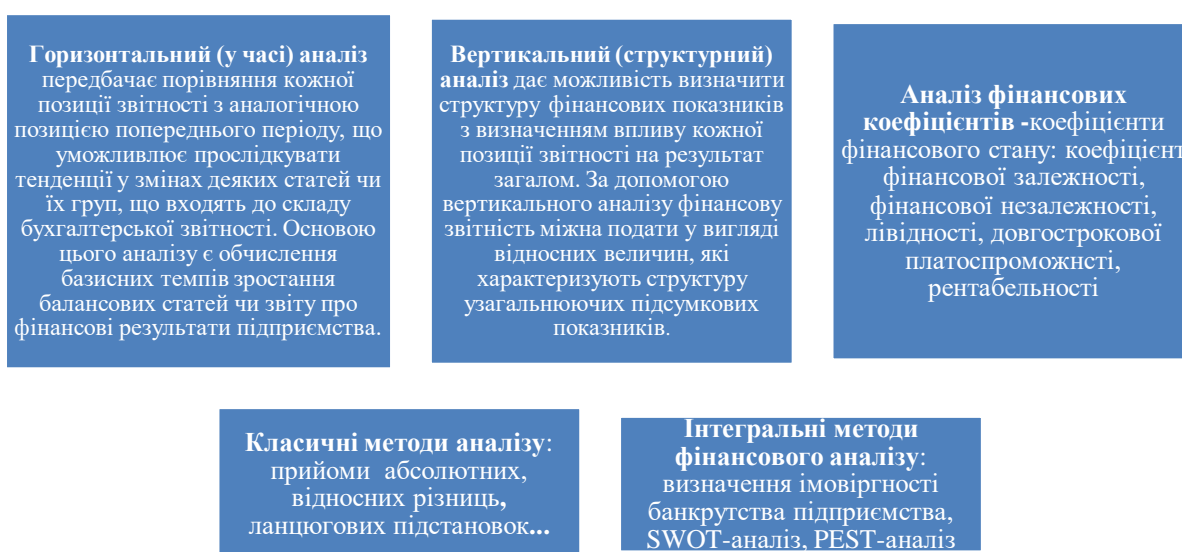 Горизонтальний (у часі) аналіз
передбачає порівняння кожної
позиції звітності з аналогічною
позицією попереднього періоду, що
уможливлює прослідкувати
тенденції у змінах деяких статей чи
їх груп, що входять до складу
бухгалтерської звітності. Основою
цього аналізу є обчислення
базисних темпів зростання
балансових статей чи звіту про
фінансові результати підприємства.
Вертикальний (структурний)
аналіз дає можливість визначити
структуру фінансових показників
з визначенням впливу кожної
позиції звітності на результат
загалом. За допомогою
вертикального аналізу фінансову
звітність міжна подати у вигляді
відносних величин, які
характеризують структуру
узагальнюючих підсумкових
показників.
Аналіз фінансових
коефіцієнтів -коефіцієнти
фінансового стану: коефіцієнт
фінансової залежності,
фінансової незалежності,
лівідності, довгострокової
платоспроможнсті,
рентабельності
Класичні методи аналізу:
прийоми абсолютних,
відносних різниць,
ланцюгових підстановок...
Інтегральні методи
фінансового аналізу:
визначення імовіргності
банкрутства підприємства,
SWOT-аналіз, PEST-аналіз